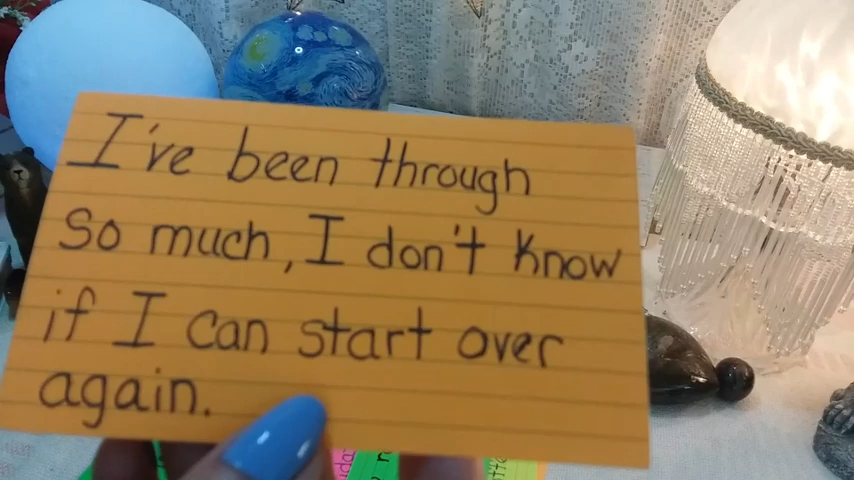 I've been through
so much, I don't know
if I can start over
again.